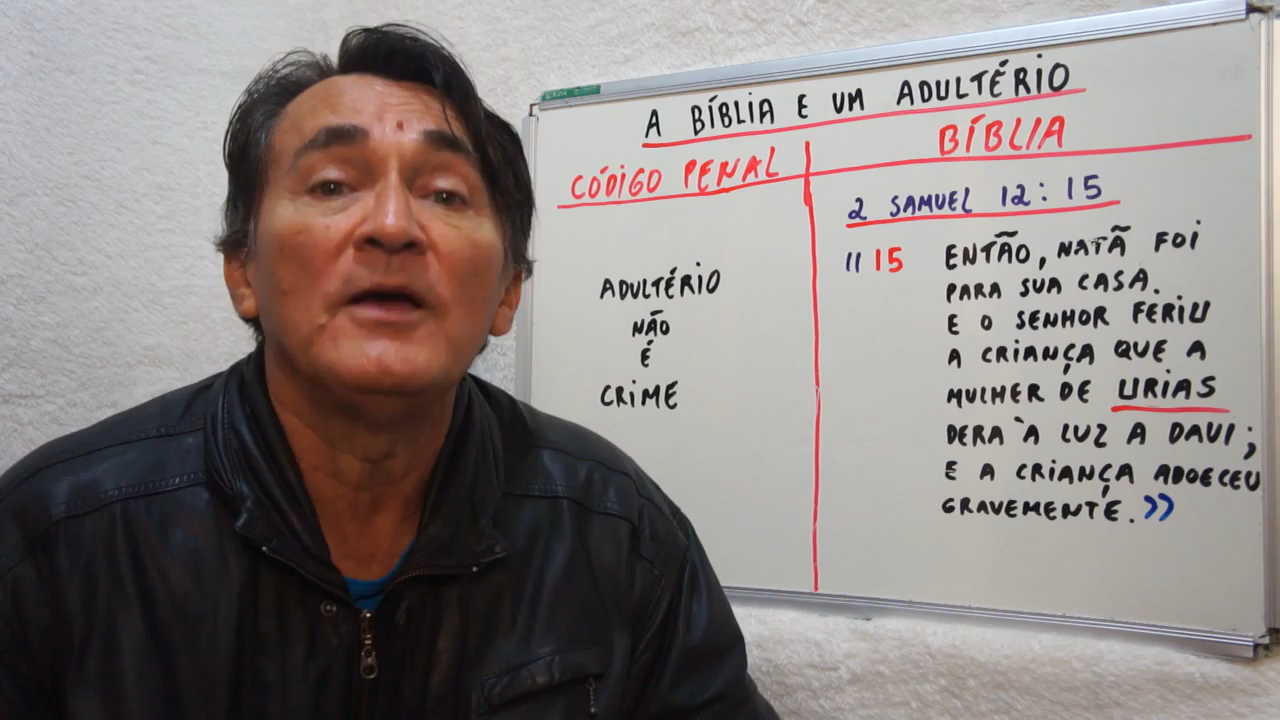 A BÍBLIA E UM ADULTÉRIO
CÓDIGO PENAL
ADULTÉRIO
NÃO
É
CRIME
BÍBLIA
2 SAMUEL 12:15
"15 ENTÃO, NATÃ FOI
PARA SUA CASA.
E O SENHOR FERIU
A CRIANÇA QUE A
MULHER DE URIAS
DERA À LUZ A DAVI;
E A CRIANÇA ADOECEU
GRAVEMENTE.»